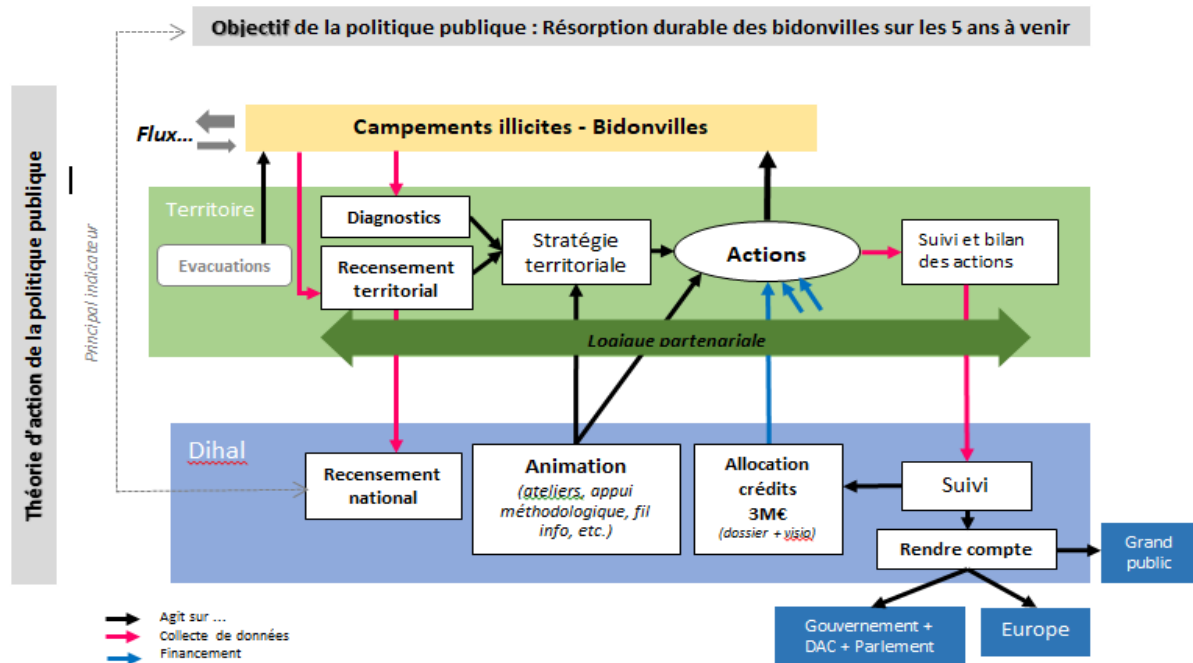 Objectif de la politique publique : Résorption durable des bidonvilles sur les 5 ans à venir
Théorie d'action de la politique publique
Principal indicateur
Flux...
Campements illicites - Bidonvilles
Territoire
Evacuations
Diagnostics
Recensement
territorial
Stratégie
territoriale
Actions
Suivi et bilan
des actions
Logique partenariale
Dihal
Recensement
national
Animation
(ateliers, appui
méthodologique, fil
info, etc.)
Allocation
crédits
3M€
(dossier + visio)
Suivi
Rendre compte
Grand
public
Gouvernement +
DAC + Parlement
Europe
Agit sur ...
Collecte de données
Financement